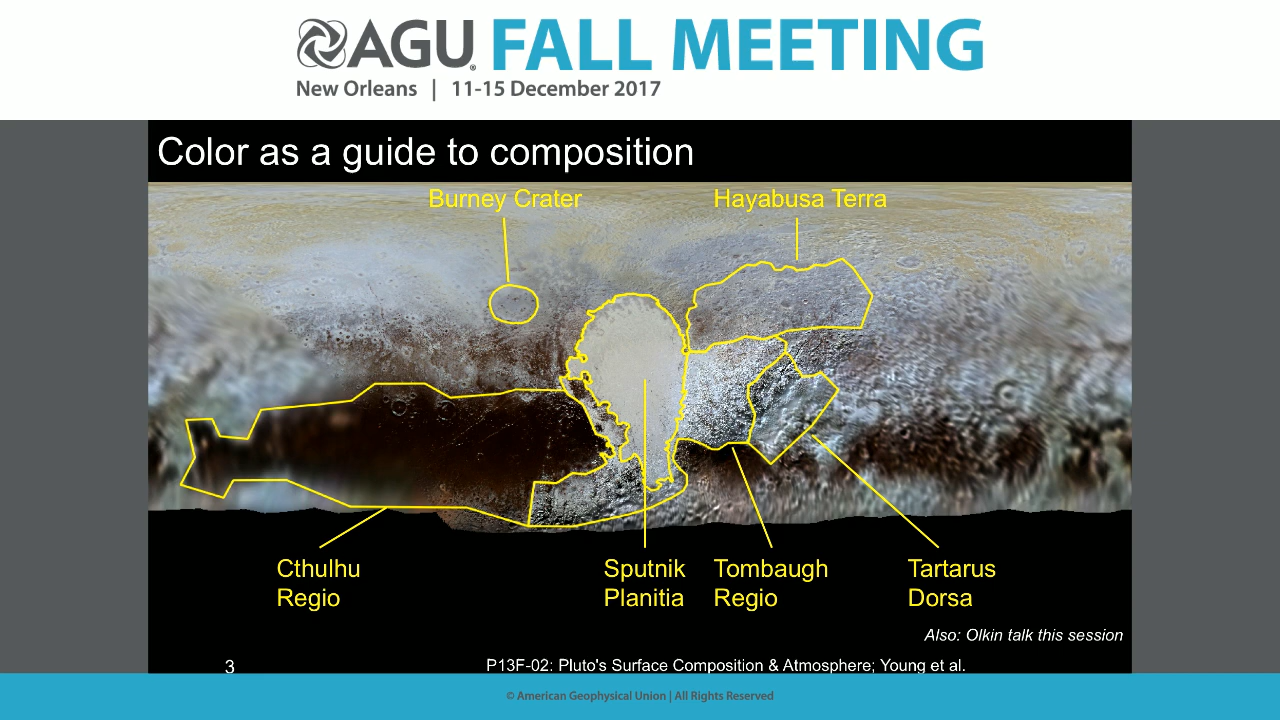 AGU FALL MEETING
New Orleans | 11-15 December 2017
Color as a guide to composition
Burney Crater
Hayabusa Terra
Cthulhu
Regio
Sputnik
Planitia
Tombaugh
Regio
Tartarus
Dorsa
Also: Olkin talk this session
3
P13F-02: Pluto's Surface Composition & Atmosphere; Young et al.
© American Geophysical Union | All Rights Reserved